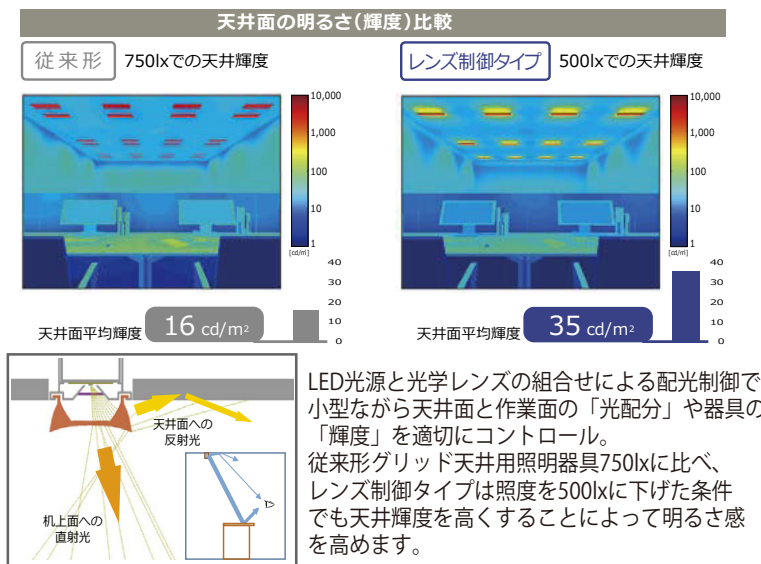 天井面の明るさ(輝度)比較
従来形 750lxでの天井輝度
レンズ制御タイプ 500lxでの天井輝度
10,000
1,000
100
10
1
[cd/㎡]
10,000
1,000
100
10
1
[cd/㎡]
40
30
20
10
0
天井面平均輝度 16 cd/m²
40
30
20
10
0
天井面平均輝度 35 cd/m²
天井面への
反射光
机上面への
直射光
LED光源と光学レンズの組合せによる配光制御で
小型ながら天井面と作業面の「光配分」や器具の
「輝度」を適切にコントロール。
従来形グリッド天井用照明器具750lxに比べ、
レンズ制御タイプは照度を500lxに下げた条件
でも天井輝度を高くすることによって明るさ感
を高めます。